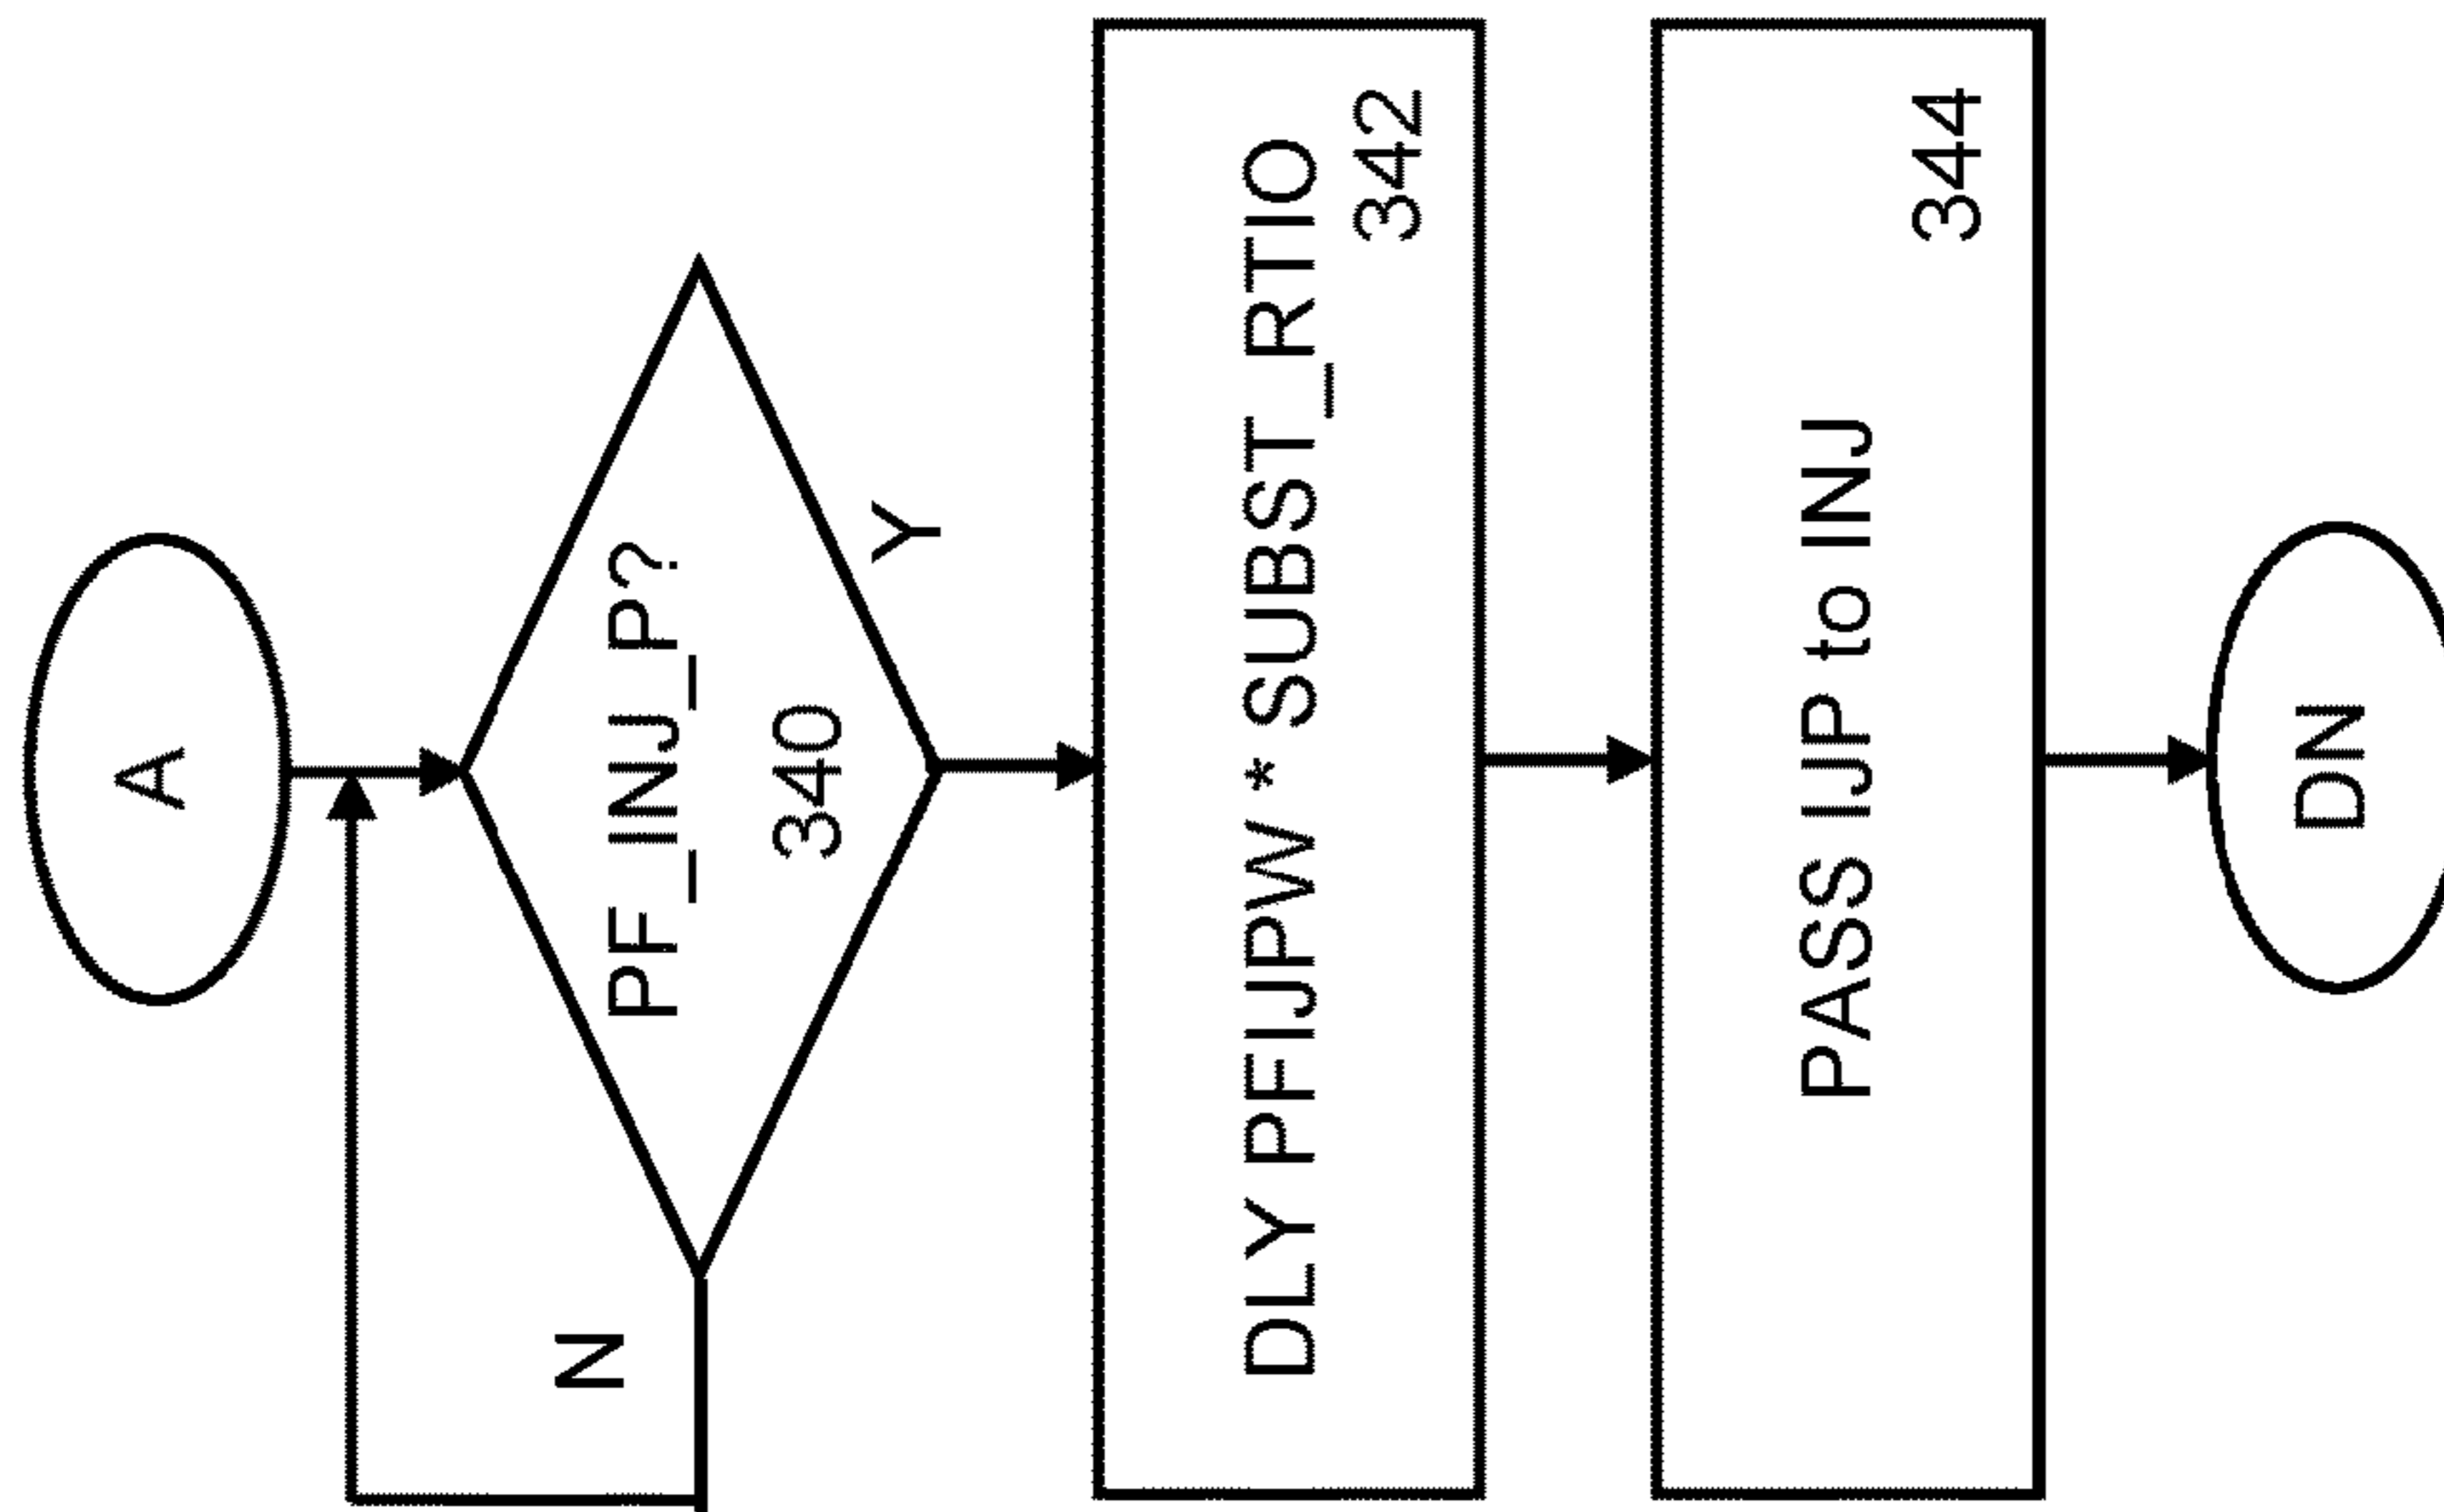 A
PF_INJ_P?
340
N
Y
DLY PFIJPW * SUBST_RTIO
342
PASS IJP to INJ
344
DN